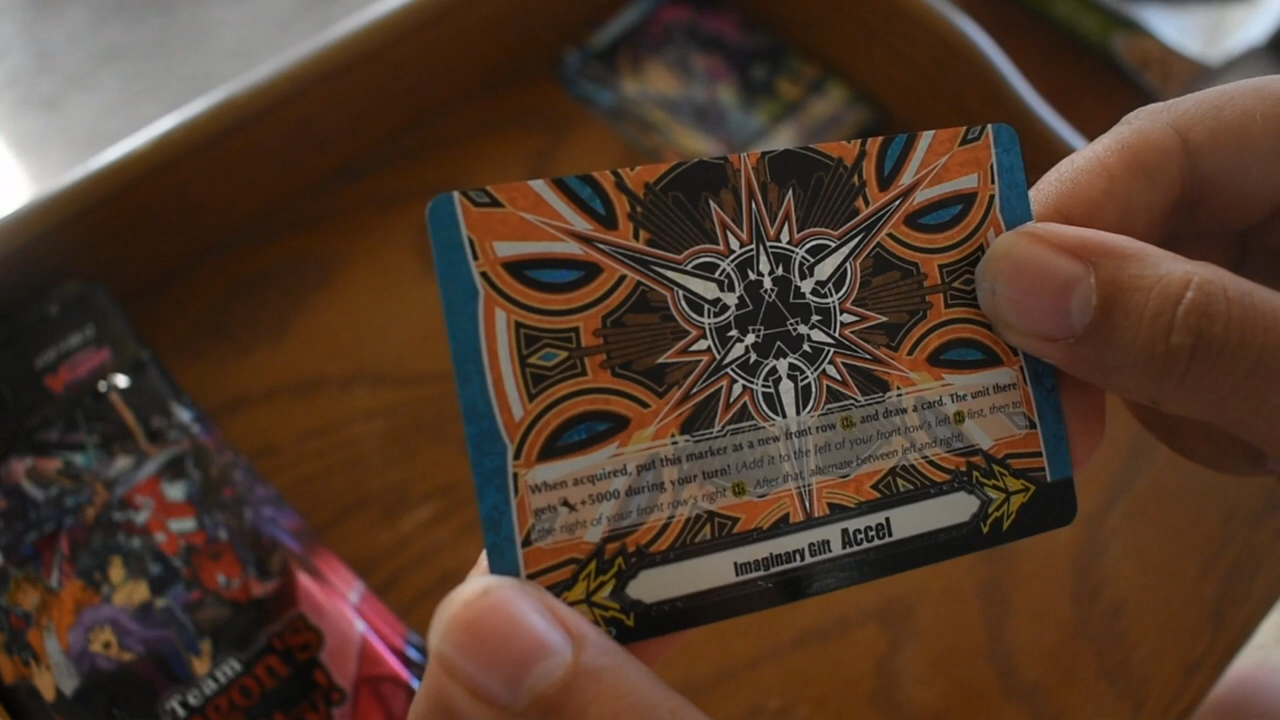 When acquired, put this marker as a new front row, and draw a card. The unit there
gets +5000 during your turn! (Add it to the left of your front row's left first, then to
the right of your front row's right. After that, alternate between left and right)
Imaginary Gift Accel
Team